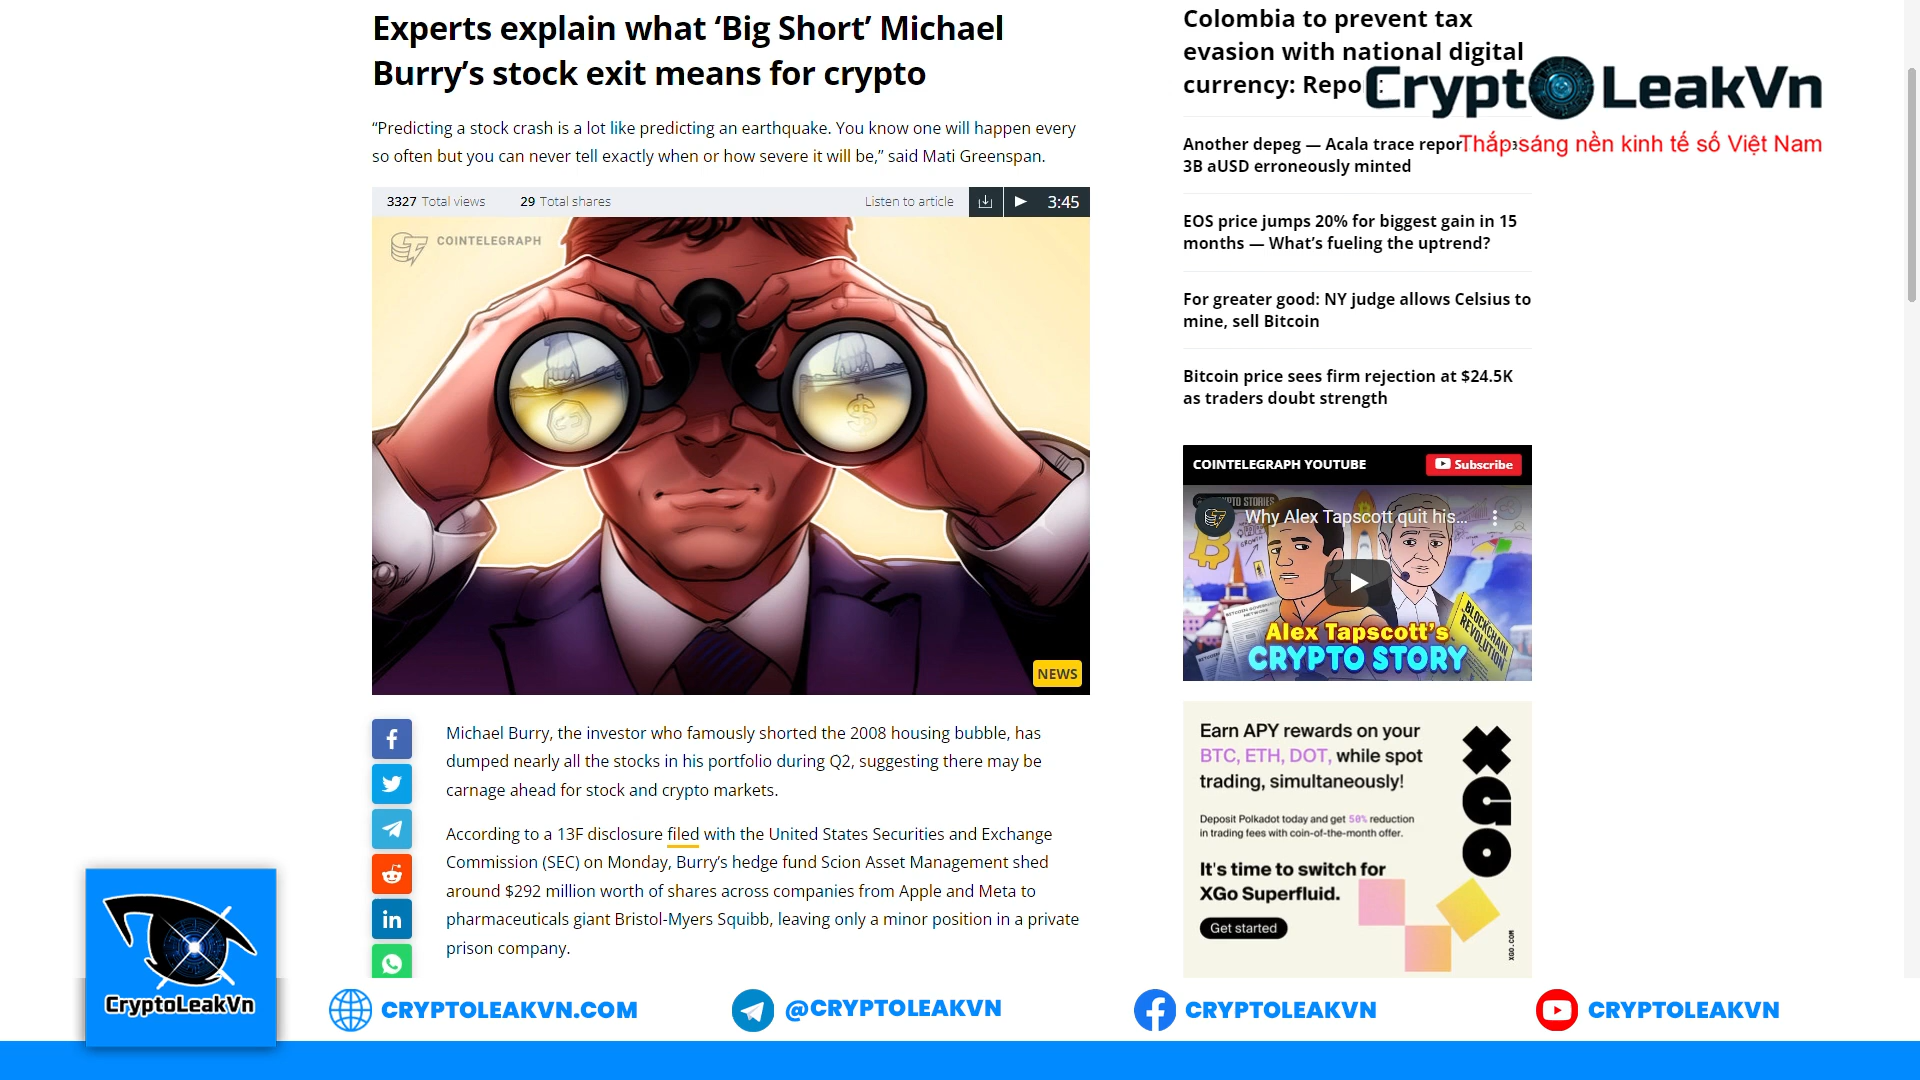 Experts explain what ‘Big Short’ Michael
Burry’s stock exit means for crypto
“Predicting a stock crash is a lot like predicting an earthquake. You know one will happen every
so often but you can never tell exactly when or how severe it will be,” said Mati Greenspan.
3327 Total views 29 Total shares
Listen to article
3:45
COINTELEGRAPH
NEWS
Michael Burry, the investor who famously shorted the 2008 housing bubble, has
dumped nearly all the stocks in his portfolio during Q2, suggesting there may be
carnage ahead for stock and crypto markets.
According to a 13F disclosure filed with the United States Securities and Exchange
Commission (SEC) on Monday, Burry’s hedge fund Scion Asset Management shed
around $292 million worth of shares across companies from Apple and Meta to
pharmaceuticals giant Bristol-Myers Squibb, leaving only a minor position in a private
prison company.
Colombia to prevent tax
evasion with national digital
currency:
CryptoLeakVn
Thắp sáng nền kinh tế số Việt Nam
Another depeg — Acala trace
3B aUSD erroneously minted
EOS price jumps 20% for biggest gain in 15
months — What’s fueling the uptrend?
For greater good: NY judge allows Celsius to
mine, sell Bitcoin
Bitcoin price sees firm rejection at $24.5K
as traders doubt strength
COINTELEGRAPH YOUTUBE
Subscribe
Why Alex Tapscott quit his...
BLOCKCHAIN
REVOLUTION
Alex Tapscott’s
CRYPTO STORY
Earn APY rewards on your
BTC, ETH, DOT, while spot
trading, simultaneously!
Deposit Polkadot today and get 50% reduction
in trading fees with coin-of-the-month offer.
It's time to switch for
XGo Superfluid.
Get started
XGO
XGO.COM
CryptoLeakVn
CRYPTOLEAKVN.COM
@CRYPTOLEAKVN
CRYPTOLEAKVN
CRYPTOLEAKVN